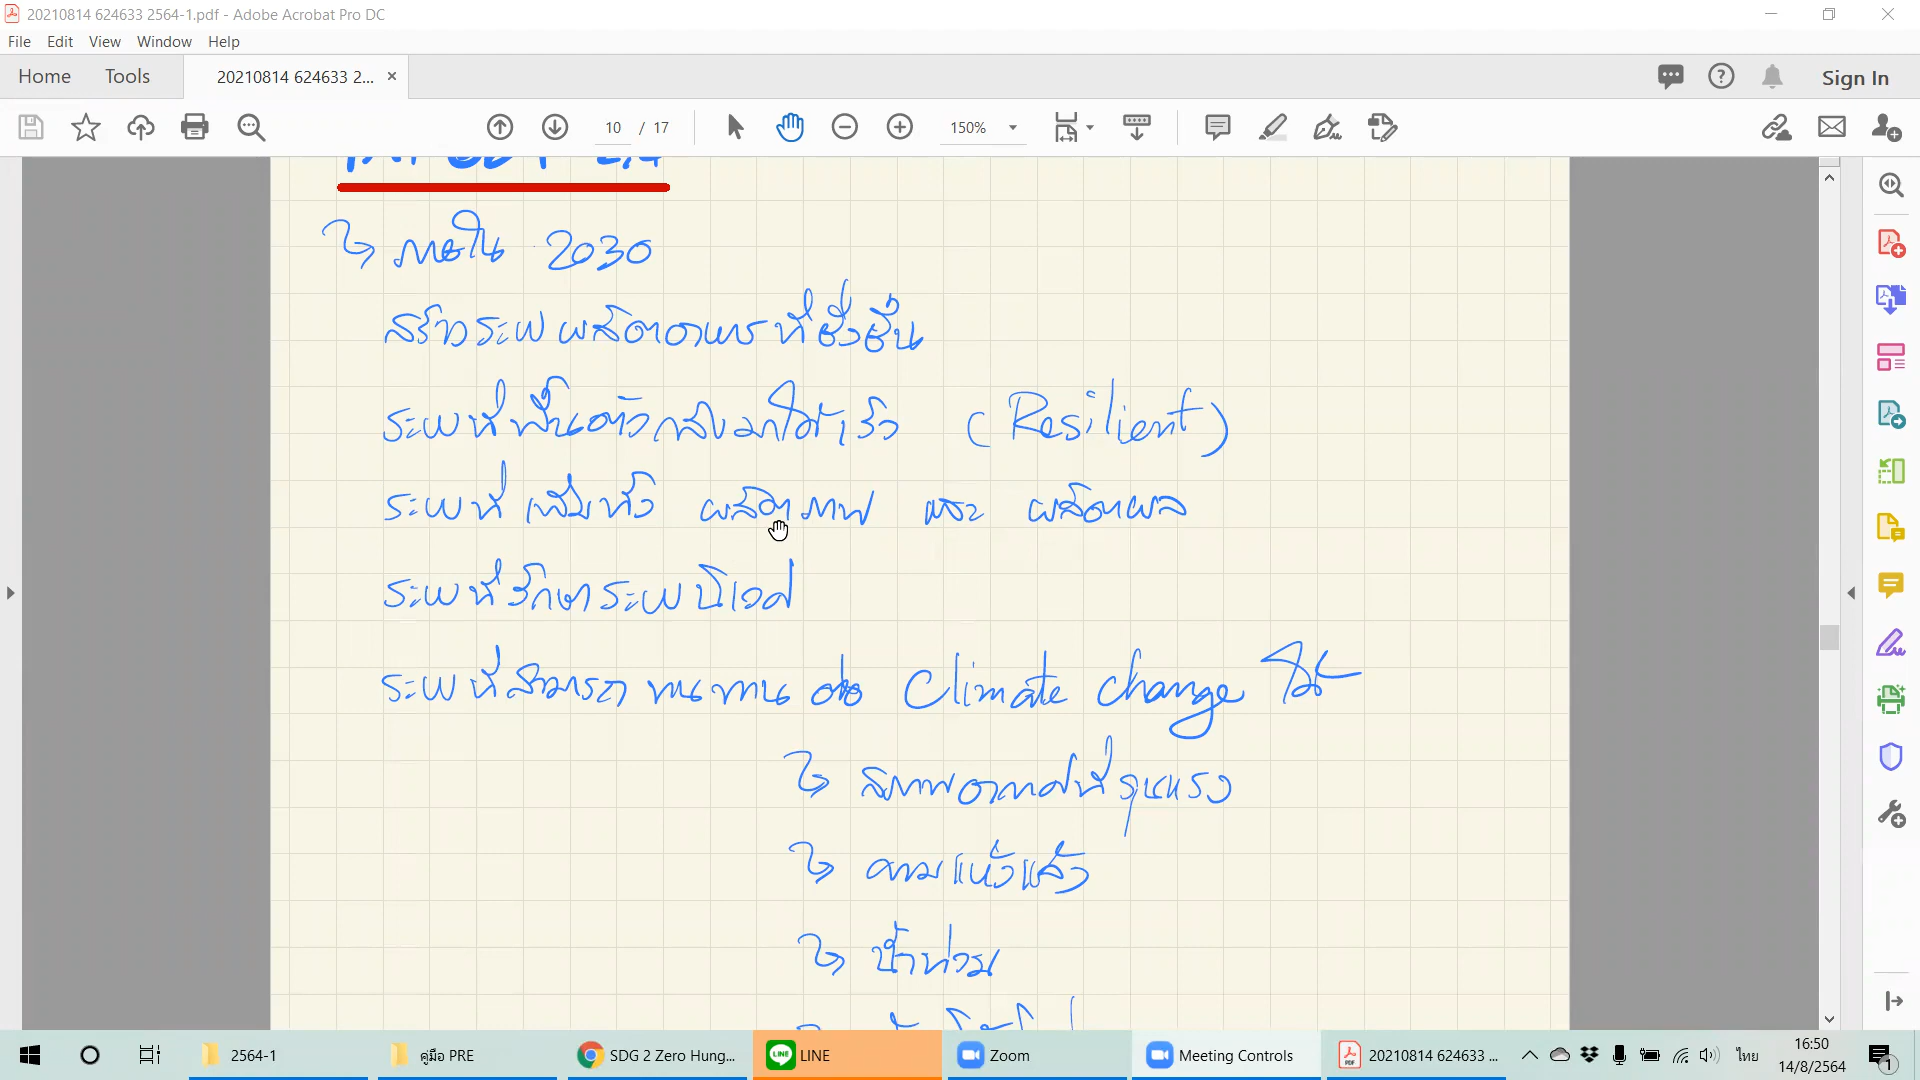 20210814 624633 2564-1.pdf - Adobe Acrobat Pro DC
File Edit View Window Help
Home Tools 20210814 624633 2... × Sign In
10 / 17 150%
ภายใน 2030
สร้างระบบผลิตอาหารที่ยั่งยืน
ระบบที่ฟื้นตัวกลับมาได้เร็ว (Resilient)
ระบบที่เพิ่มทั้ง ผลิตภาพ และ ผลิตผล
ระบบที่รักษาระบบนิเวศ
ระบบที่สามารถ ทนทาน ต่อ Climate change ได้
สภาพอากาศที่รุนแรง
ความแห้งแล้ง
น้ำท่วม
2564-1 คู่มือ PRE SDG 2 Zero Hung... LINE Zoom Meeting Controls 20210814 624633 ... ไทย 16:50
14/8/2564 1